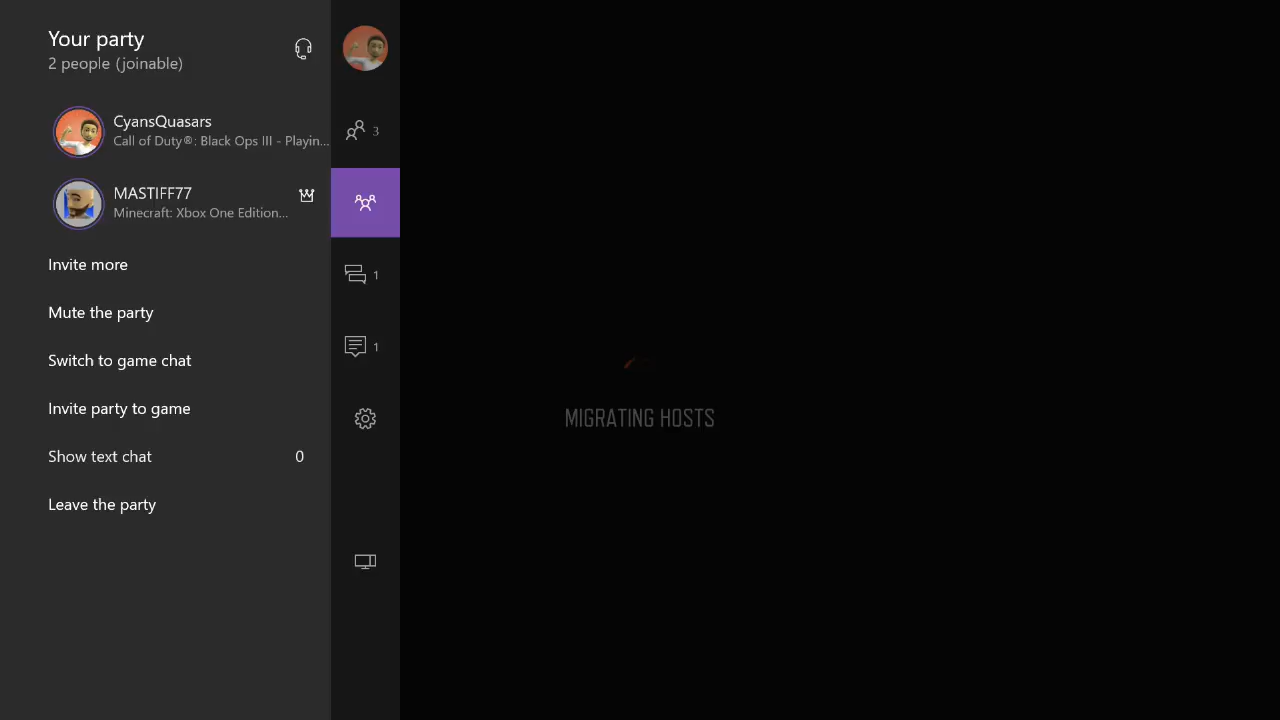 Your party
2 people (joinable)
CyansQuasars
Call of Duty®: Black Ops III - Playin...
MASTIFF77
Minecraft: Xbox One Edition...
Invite more
Mute the party
Switch to game chat
Invite party to game
Show text chat 0
Leave the party
3
1
1
MIGRATING HOSTS